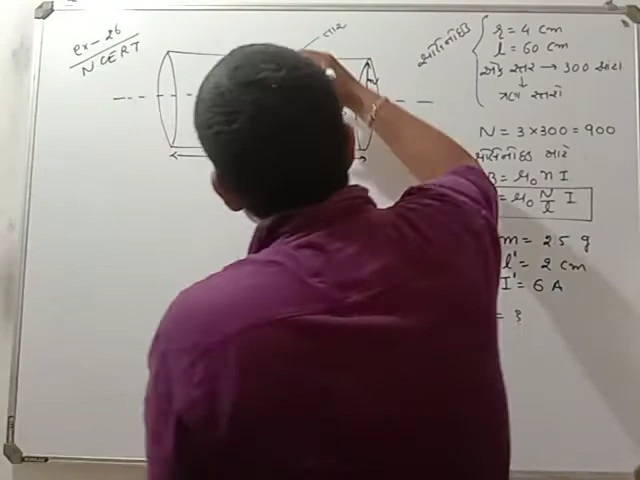 ex-26
NCERT
તાર
સોલેનોઇડ
r = 4 cm
l = 60 cm
એક સ્તર → 300 આંટા
↓
ત્રણ સ્તરો
N = 3×300 = 900
સોલેનોઇડ માટે
B = μ₀ n I
= μ₀ N/l I
m = 2.5 g
l' = 2 cm
I' = 6 A
= ?